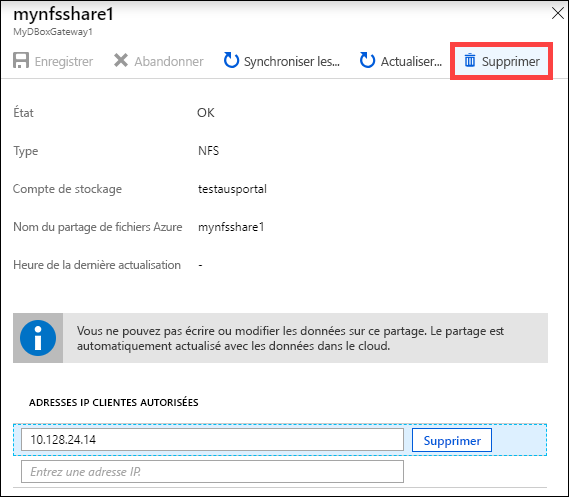 mynfsshare1
MyDBoxGateway1
Enregistrer Abandonner Synchroniser les... Actualiser... Supprimer
État OK
Type NFS
Compte de stockage testausportal
Nom du partage de fichiers Azure mynfsshare1
Heure de la dernière actualisation -
Vous ne pouvez pas écrire ou modifier les données sur ce partage. Le partage est
automatiquement actualisé avec les données dans le cloud.
ADRESSES IP CLIENTES AUTORISÉES
10.128.24.14 Supprimer
Entrez une adresse IP.